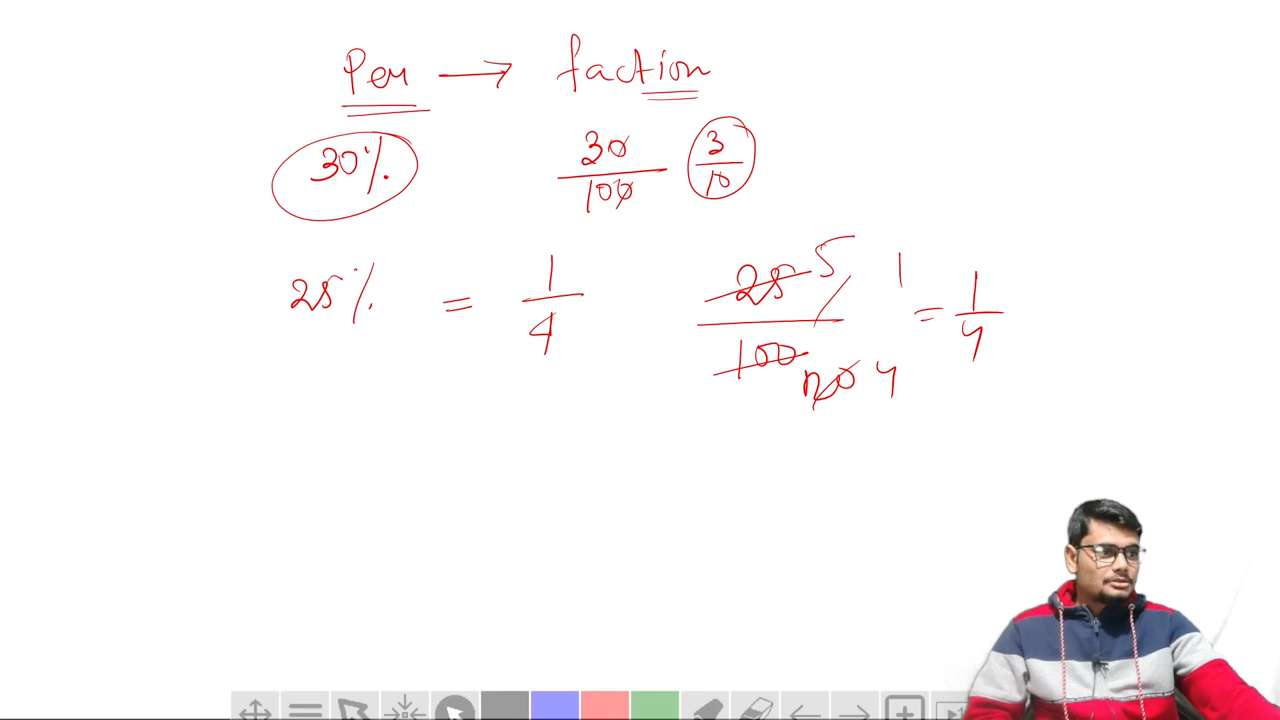 Per → faction
30% 30/100 3/10
25% = 1/4 25/100 5/20 1/4 = 1/4